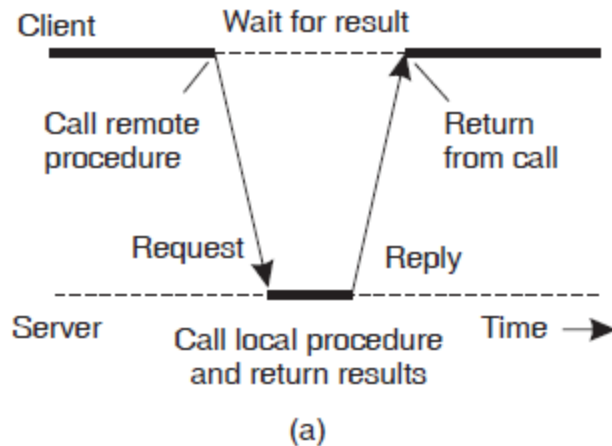 Client
Wait for result
Call remote
procedure
Return
from call
Request
Reply
Server
Call local procedure
and return results
Time
(a)